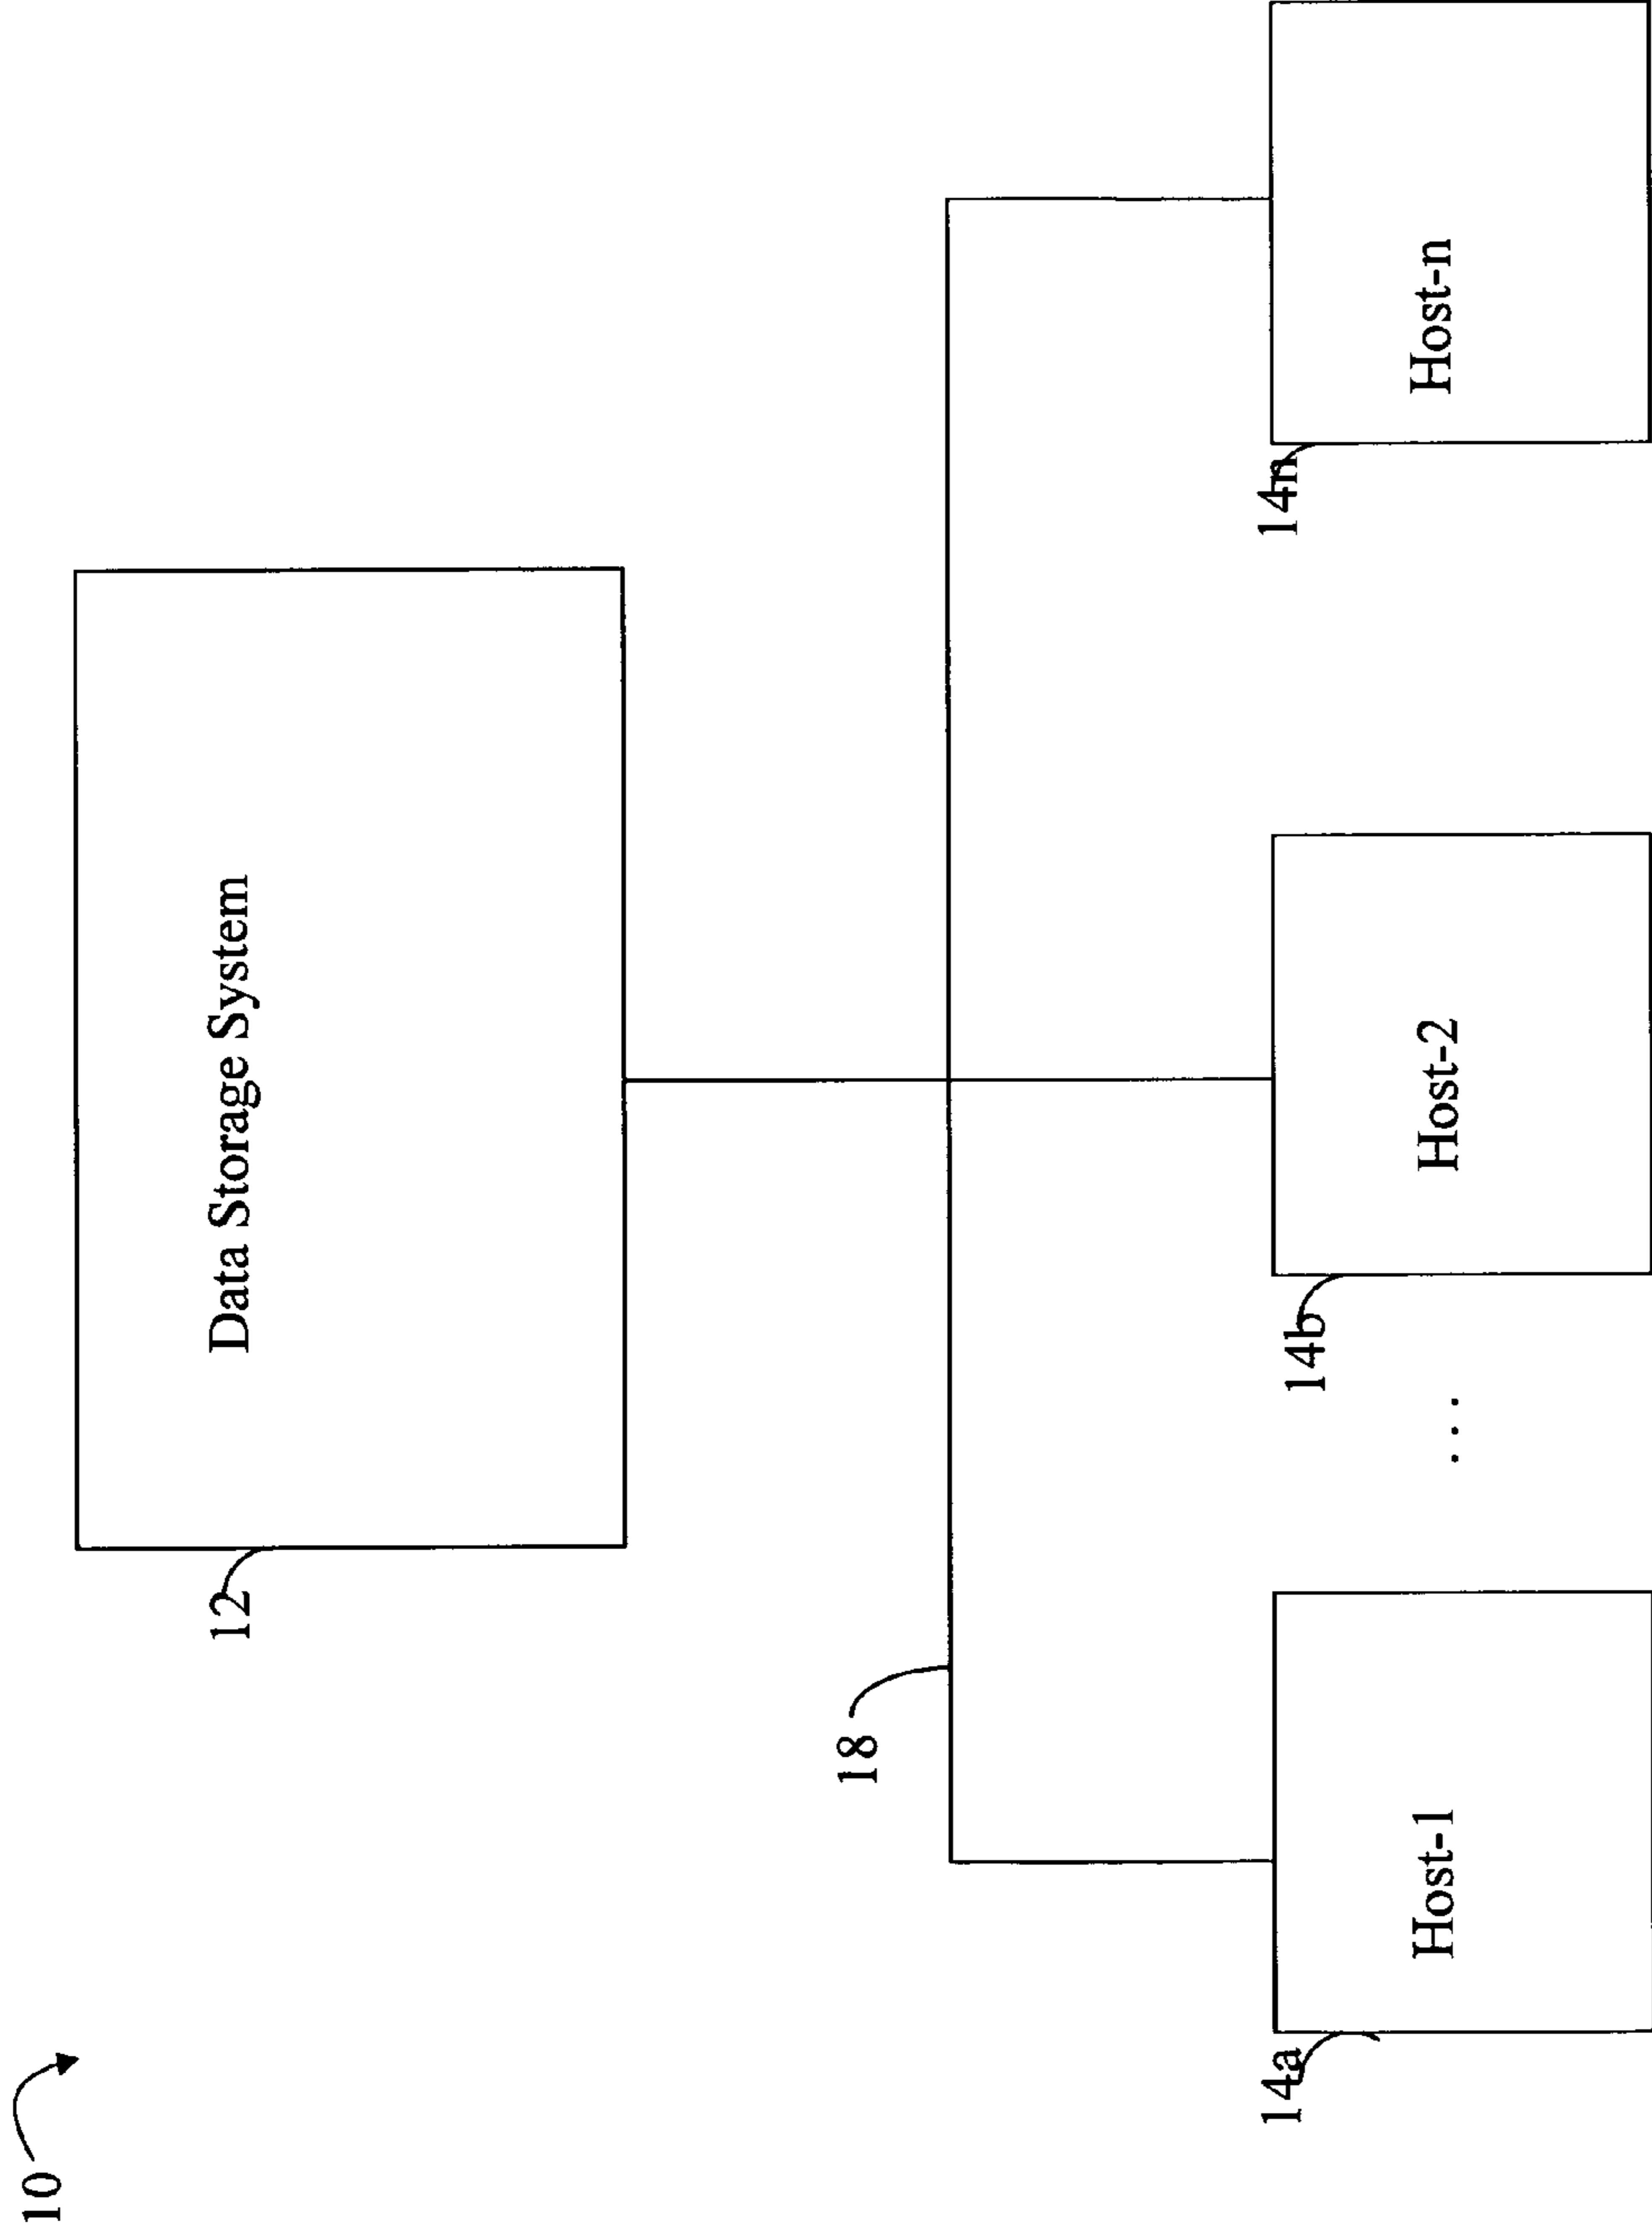 10
12
Data Storage System
18
14a
Host-1
. . .
14b
Host-2
14n
Host-n